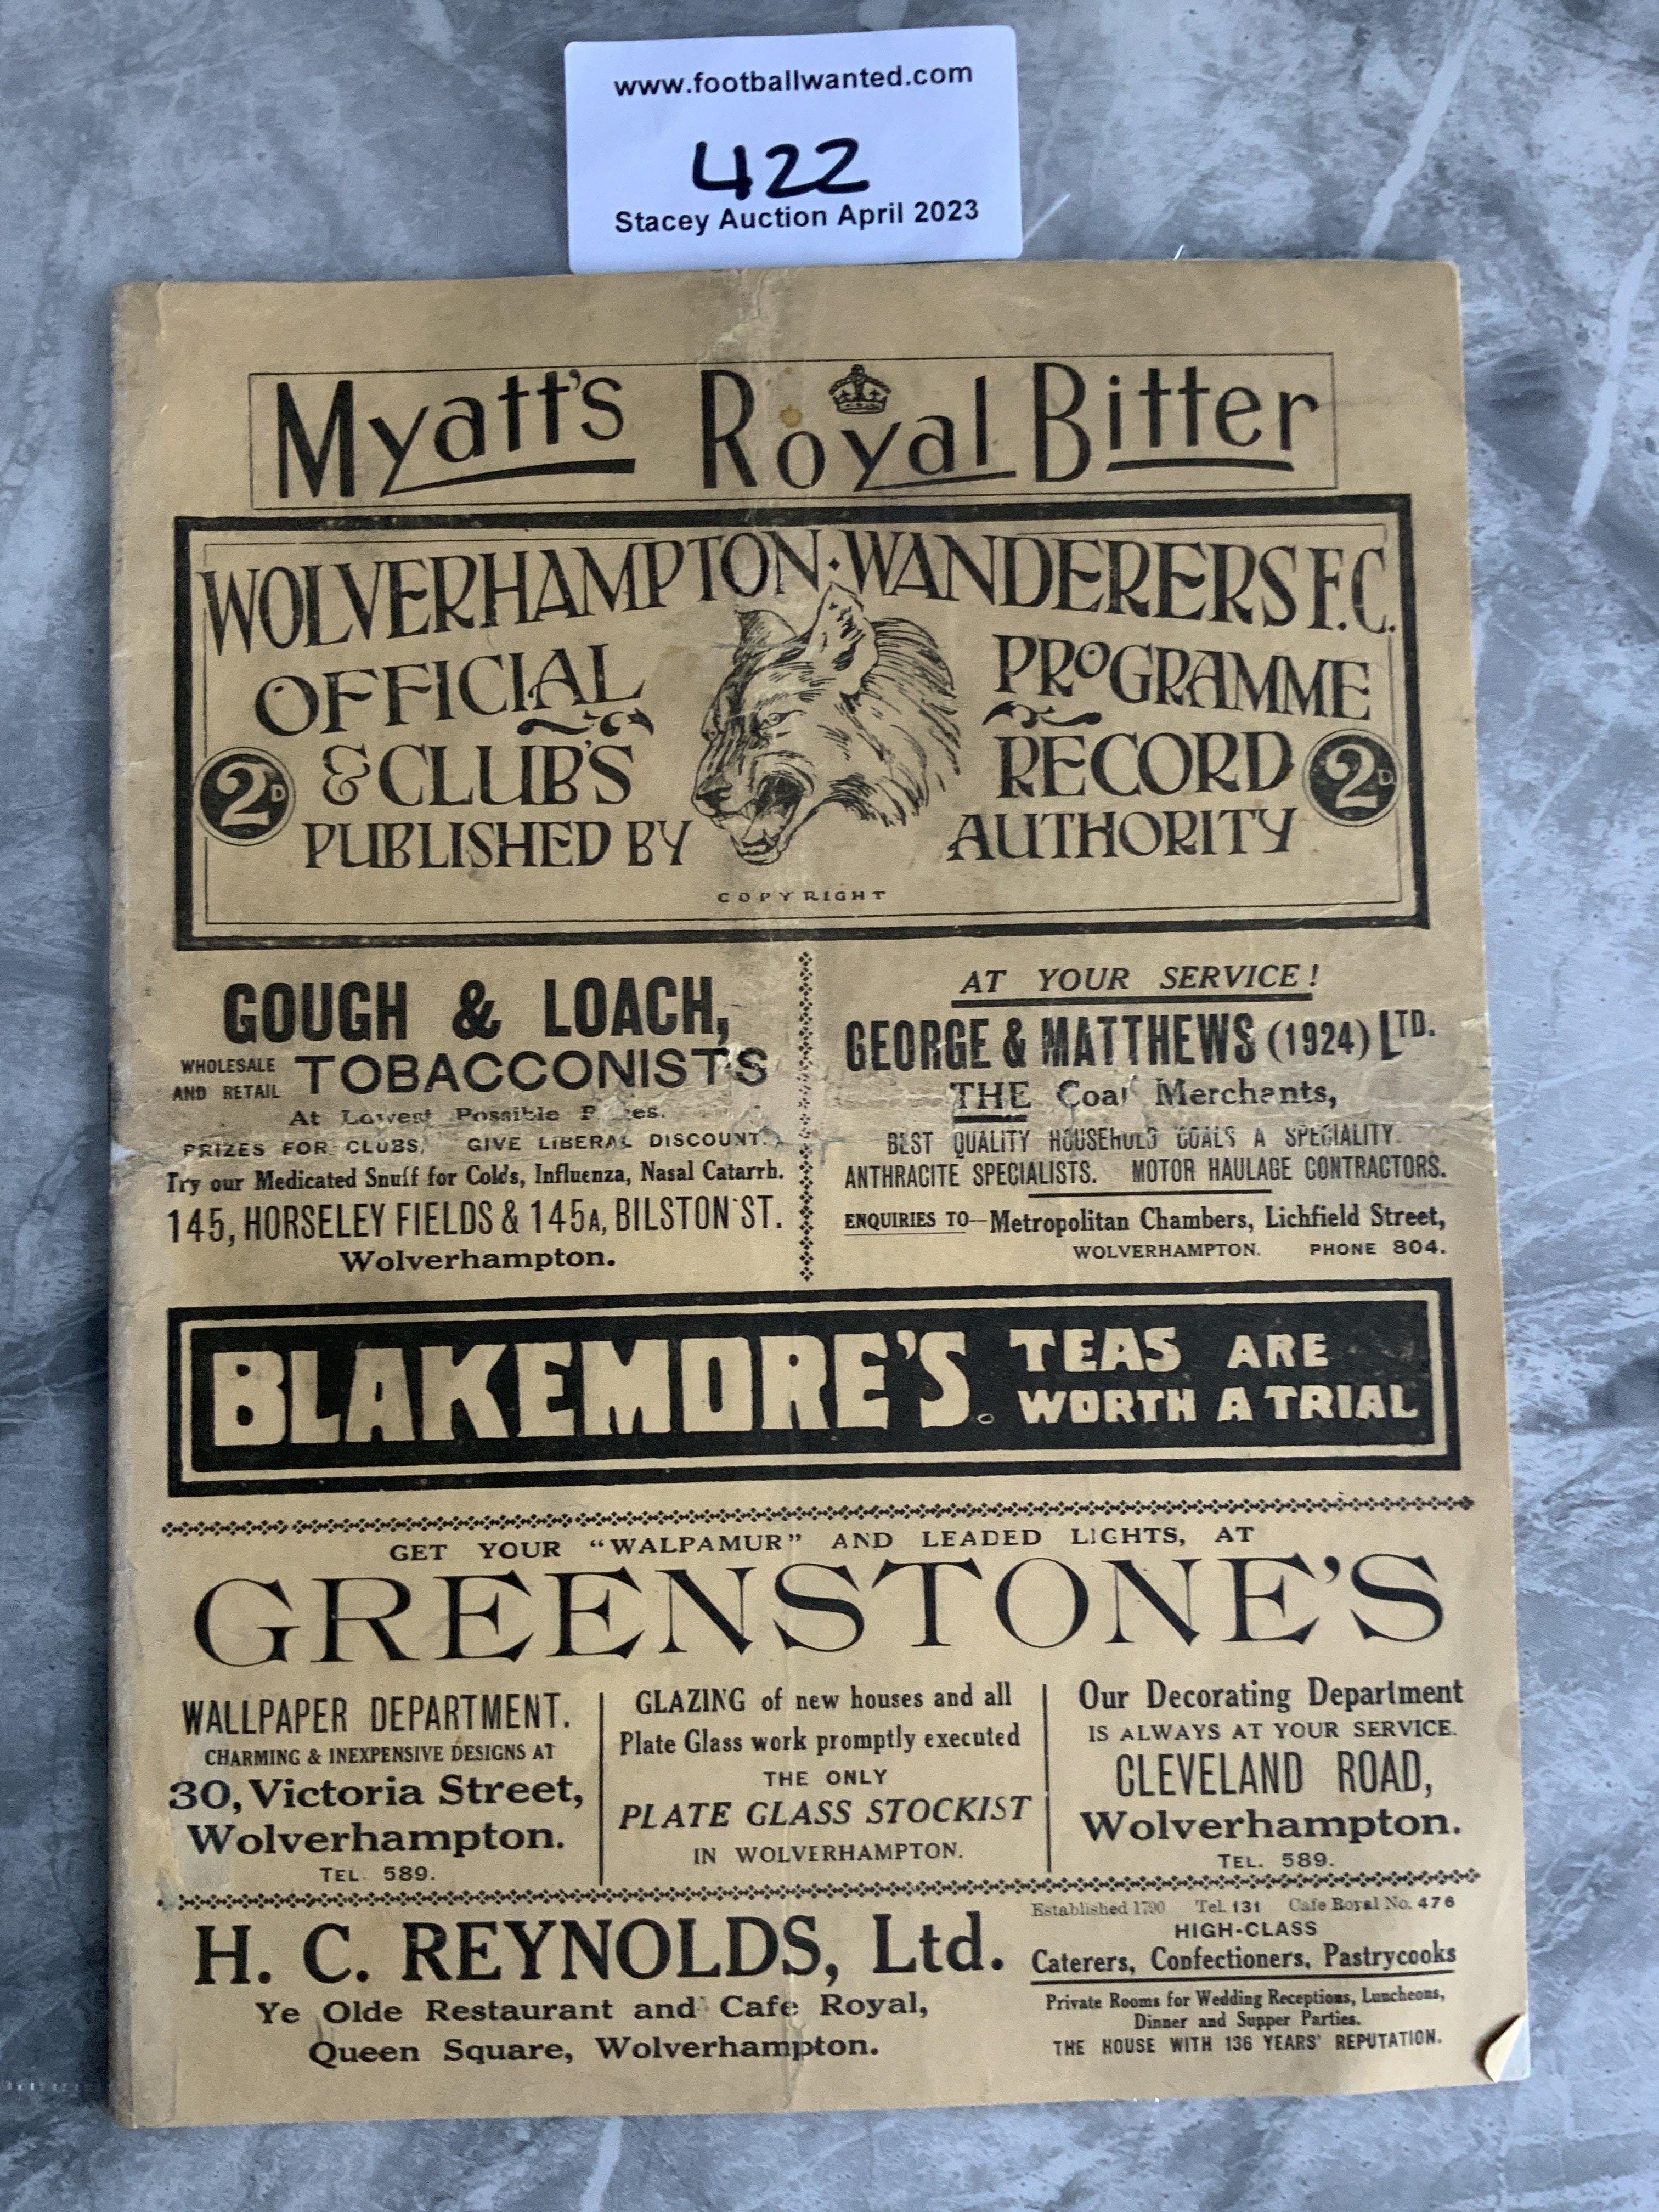 www.footballwanted.com
422
Stacey Auction April 2023
Myatt's Royal Bitter
WOLVERHAMPTON·WANDERERS F.C.
OFFICIAL PROGRAMME
& CLUB'S RECORD
2D 2D
PUBLISHED BY AUTHORITY
COPYRIGHT
GOUGH & LOACH,
WHOLESALE AND RETAIL TOBACCONISTS
At Lowest Possible
PRIZES FOR CLUBS, GIVE LIBERAL DISCOUNT.
Try our Medicated Snuff for Colds, Influenza, Nasal Catarrh.
145, HORSELEY FIELDS & 145A, BILSTON ST.
Wolverhampton.
AT YOUR SERVICE!
GEORGE & MATTHEWS (1924) LTD.
THE Coal Merchants,
BEST QUALITY HOUSEHOLD COALS A SPECIALITY.
ANTHRACITE SPECIALISTS. MOTOR HAULAGE CONTRACTORS.
ENQUIRIES TO—Metropolitan Chambers, Lichfield Street,
WOLVERHAMPTON. PHONE 804.
BLAKEMORE'S. TEAS ARE
WORTH A TRIAL
GET YOUR "WALPAMUR" AND LEADED LIGHTS, AT
GREENSTONE'S
WALLPAPER DEPARTMENT.
CHARMING & INEXPENSIVE DESIGNS AT
30, Victoria Street,
Wolverhampton.
TEL. 589.
GLAZING of new houses and all
Plate Glass work promptly executed
THE ONLY
PLATE GLASS STOCKIST
IN WOLVERHAMPTON.
Our Decorating Department
IS ALWAYS AT YOUR SERVICE.
CLEVELAND ROAD,
Wolverhampton.
TEL. 589.
H. C. REYNOLDS, Ltd.
Ye Olde Restaurant and Cafe Royal,
Queen Square, Wolverhampton.
Established 1790 Tel. 131 Cafe Royal No. 476
HIGH-CLASS
Caterers, Confectioners, Pastrycooks
Private Rooms for Wedding Receptions, Luncheons,
Dinner and Supper Parties.
THE HOUSE WITH 136 YEARS' REPUTATION.